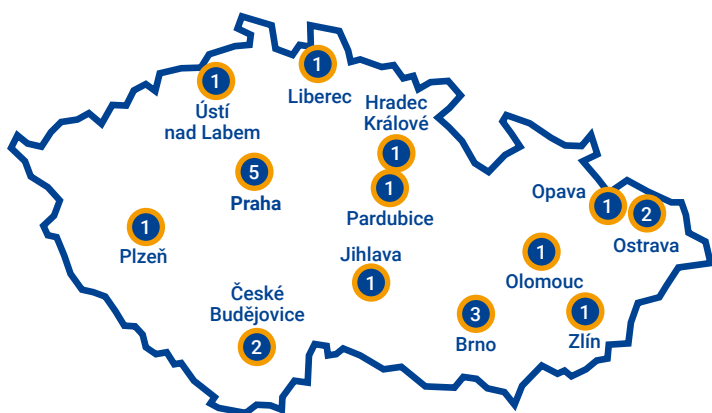 1
Ústí
nad Labem
1
Liberec
Hradec
Králové
1
5
Praha
1
Pardubice
1
Plzeň
Opava
1
2
Ostrava
Jihlava
1
1
Olomouc
České
Budějovice
2
3
Brno
1
Zlín